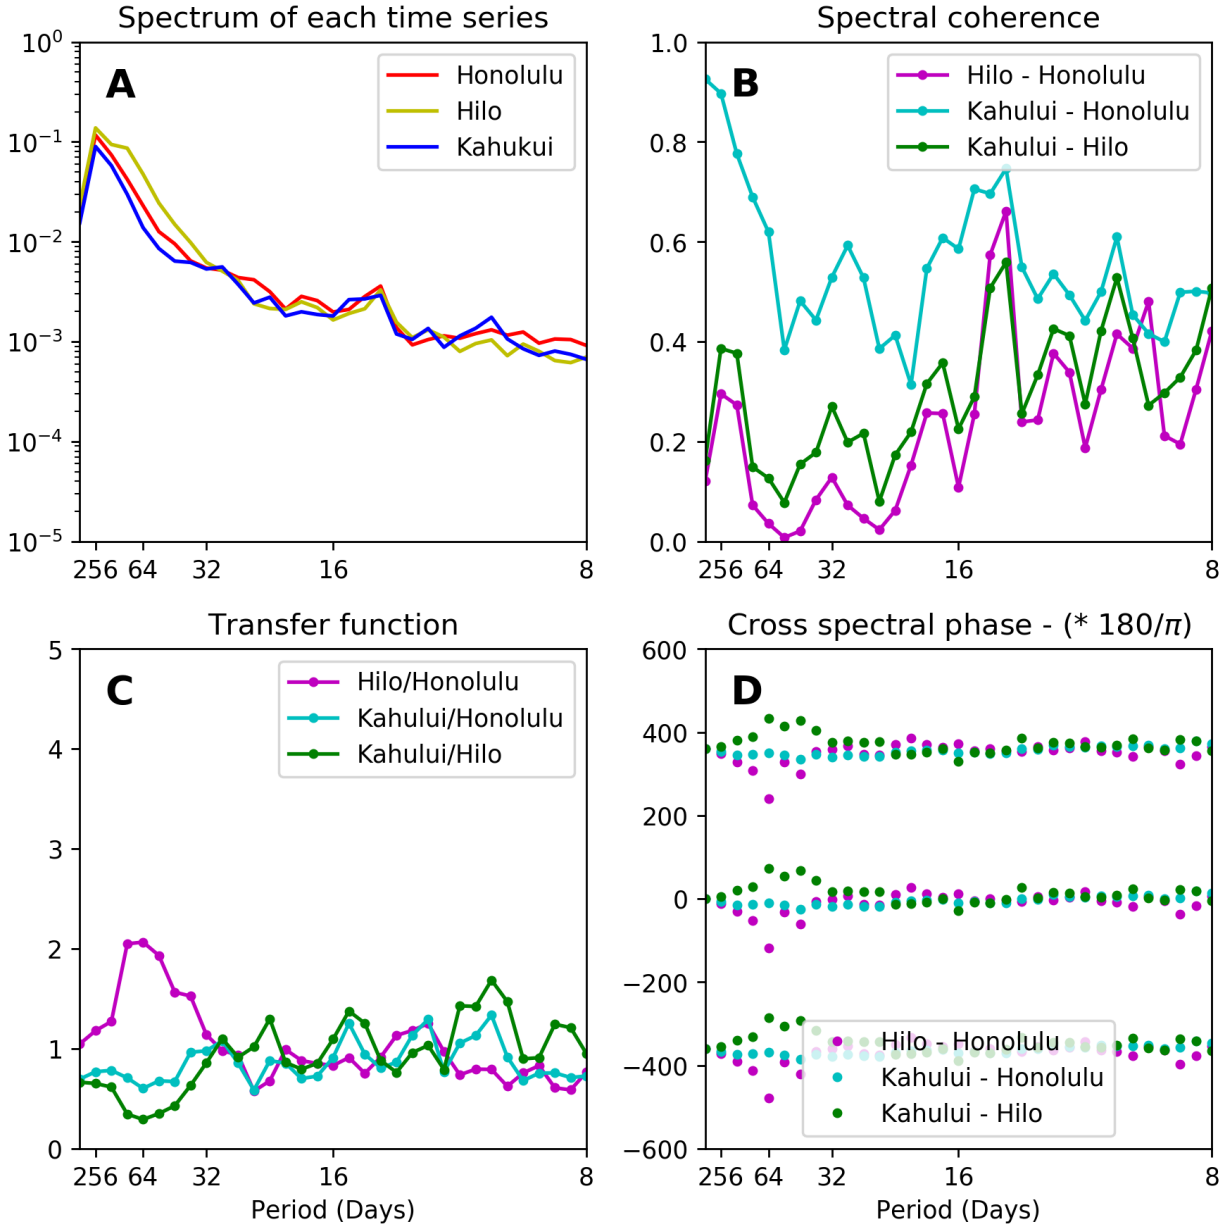 Spectrum of each time series
A
Honolulu
Hilo
Kahukui
10⁰
10⁻¹
10⁻²
10⁻³
10⁻⁴
10⁻⁵
256 64 32 16 8
Spectral coherence
B
Hilo - Honolulu
Kahului - Honolulu
Kahului - Hilo
1.0
0.8
0.6
0.4
0.2
0.0
256 64 32 16 8
Transfer function
C
Hilo/Honolulu
Kahului/Honolulu
Kahului/Hilo
5
4
3
2
1
0
256 64 32 16 8
Period (Days)
Cross spectral phase - (* 180/π)
D
600
400
200
0
−200
−400
−600
Hilo - Honolulu
Kahului - Honolulu
Kahului - Hilo
256 64 32 16 8
Period (Days)